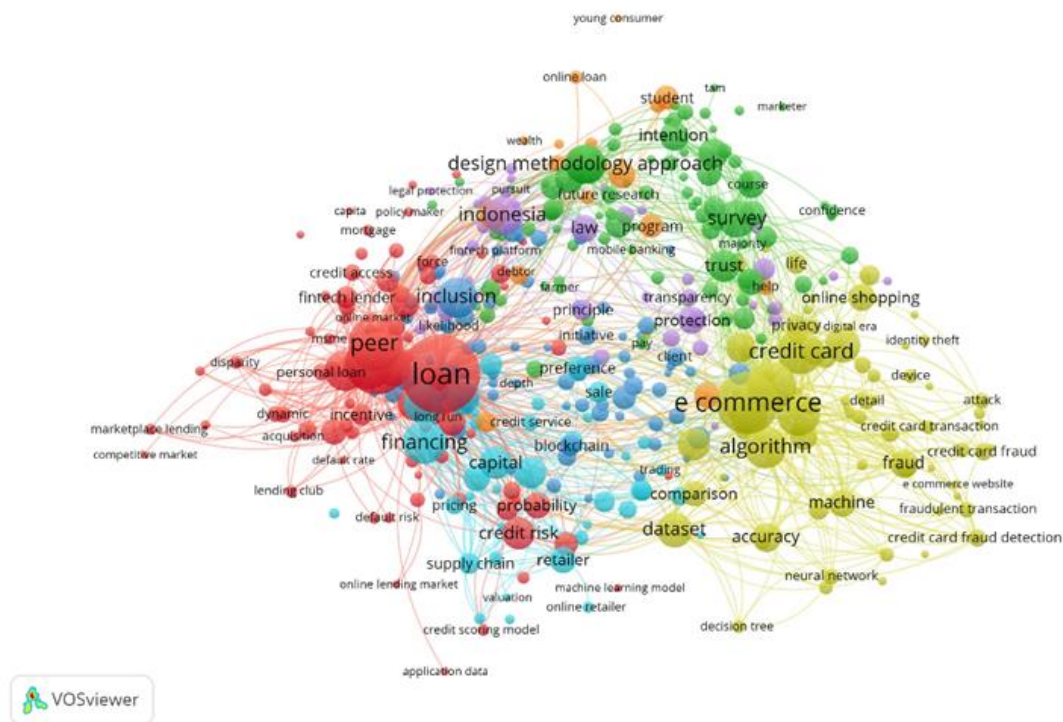 young consumer
online loan
tam
student
marketer
intention
wealth
design methodology approach
course
legal protection
pursuit
future research
capita
policy maker
indonesia
survey
confidence
mortgage
law
program
majority
fintech platform
mobile banking
force
credit access
debtor
trust
life
help
farmer
fintech lender
inclusion
transparency
online shopping
principle
online market
likelihood
protection
privacy
digital era
msme
initiative
pay
identity theft
peer
credit card
client
disparity
personal loan
loan
preference
device
depth
sale
detail
attack
e commerce
dynamic
incentive
long run
credit service
marketplace lending
credit card transaction
acquisition
financing
blockchain
algorithm
competitive market
default rate
capital
trading
fraud
credit card fraud
lending club
e commerce website
comparison
pricing
probability
machine
fraudulent transaction
default risk
credit risk
dataset
accuracy
credit card fraud detection
supply chain
retailer
neural network
online lending market
machine learning model
valuation
online retailer
credit scoring model
decision tree
application data
VOSviewer